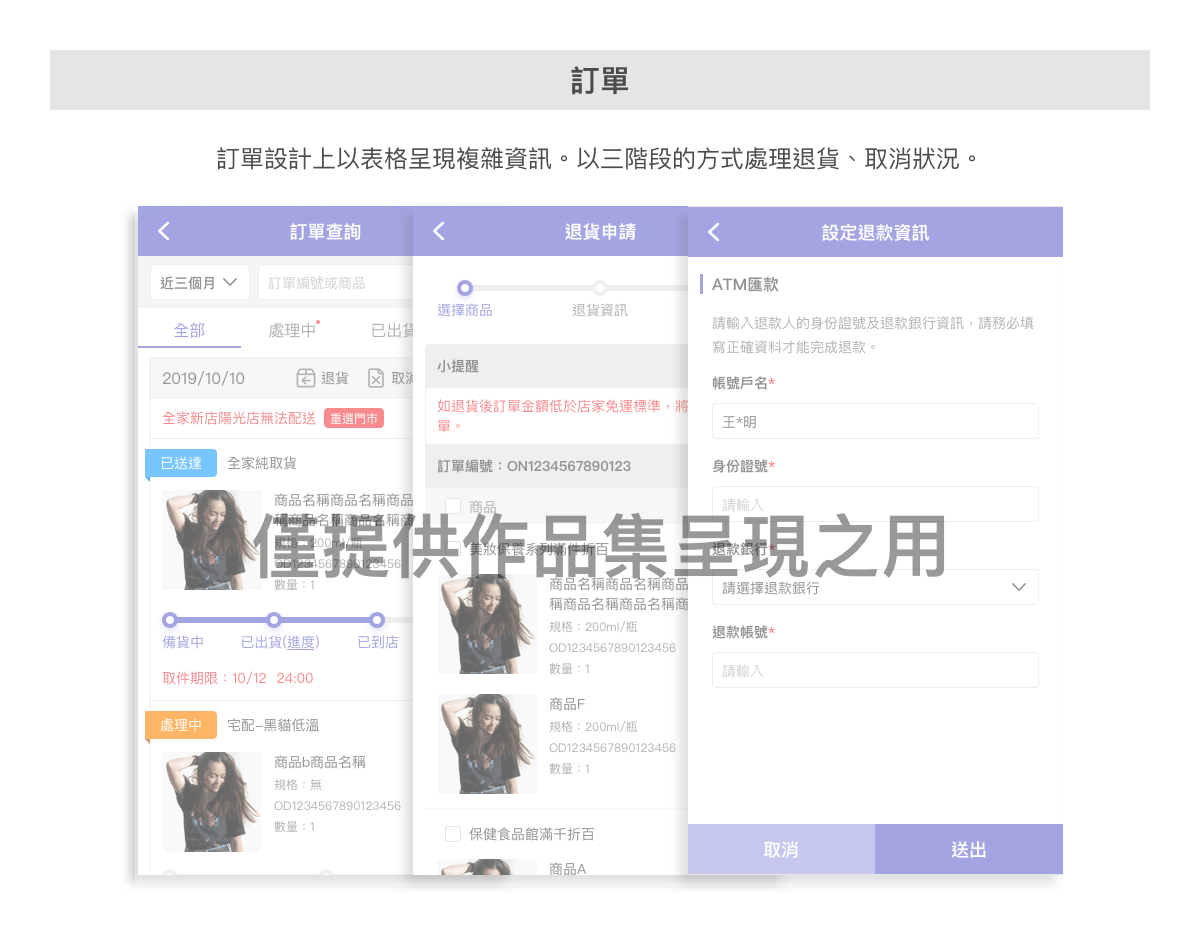 訂單
訂單設計上以表格呈現複雜資訊。以三階段的方式處理退貨、取消狀況。
訂單查詢
近三個月
訂單編號或商品
全部
處理中
已出貨
2019/10/10
退貨
取消
全家新店陽光店無法配送
重選門市
已送達
全家純取貨
商品名稱商品名稱商品
稱商品名稱商品名稱商
規格：200ml/瓶
OD1234567890123456
數量：1
備貨中
已出貨(進度)
已到店
取件期限：10/12 24:00
處理中
宅配–黑貓低溫
商品b商品名稱
規格：無
OD1234567890123456
數量：1
退貨申請
選擇商品
退貨資訊
小提醒
如退貨後訂單金額低於店家免運標準，將
單。
訂單編號：ON1234567890123
商品
美妝保養系列滿件折百
商品名稱商品名稱商品
稱商品名稱商品名稱商
規格：200ml/瓶
OD1234567890123456
數量：1
商品F
規格：200ml/瓶
OD1234567890123456
數量：1
保健食品館滿千折百
商品A
設定退款資訊
ATM匯款
請輸入退款人的身份證號及退款銀行資訊，請務必填
寫正確資料才能完成退款。
帳號戶名*
王*明
身份證號*
請輸入
退款銀行*
請選擇退款銀行
退款帳號*
請輸入
取消
送出
僅提供作品集呈現之用